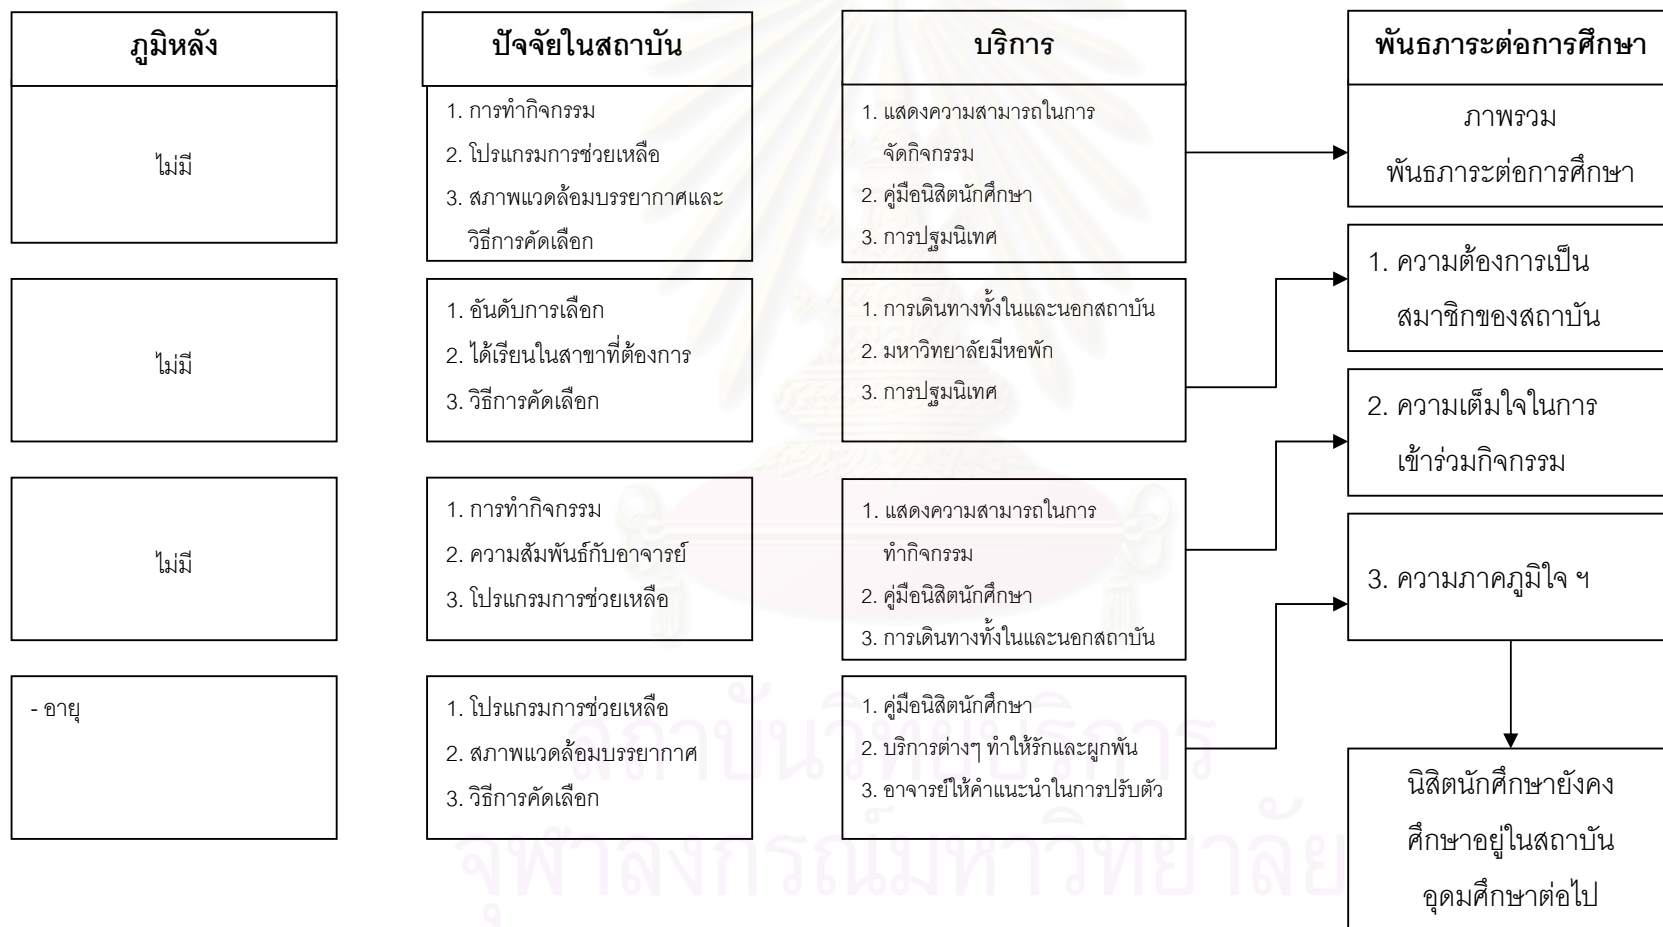 ภูมิหลัง
ปัจจัยในสถาบัน
บริการ
พันธภาระต่อการศึกษา
ไม่มี
1. การทำกิจกรรม
2. โปรแกรมการช่วยเหลือ
3. สภาพแวดล้อมบรรยากาศและ
วิธีการคัดเลือก
1. แสดงความสามารถในการ
จัดกิจกรรม
2. คู่มือนิสิตนักศึกษา
3. การปฐมนิเทศ
ภาพรวม
พันธภาระต่อการศึกษา
ไม่มี
1. อันดับการเลือก
2. ได้เรียนในสาขาที่ต้องการ
3. วิธีการคัดเลือก
1. การเดินทางทั้งในและนอกสถาบัน
2. มหาวิทยาลัยมีหอพัก
3. การปฐมนิเทศ
1. ความต้องการเป็น
สมาชิกของสถาบัน
2. ความเต็มใจในการ
เข้าร่วมกิจกรรม
ไม่มี
1. การทำกิจกรรม
2. ความสัมพันธ์กับอาจารย์
3. โปรแกรมการช่วยเหลือ
1. แสดงความสามารถในการ
ทำกิจกรรม
2. คู่มือนิสิตนักศึกษา
3. การเดินทางทั้งในและนอกสถาบัน
3. ความภาคภูมิใจ ฯ
- อายุ
1. โปรแกรมการช่วยเหลือ
2. สภาพแวดล้อมบรรยากาศ
3. วิธีการคัดเลือก
1. คู่มือนิสิตนักศึกษา
2. บริการต่างๆ ทำให้รักและผูกพัน
3. อาจารย์ให้คำแนะนำในการปรับตัว
นิสิตนักศึกษายังคง
ศึกษาอยู่ในสถาบัน
อุดมศึกษาต่อไป
สถาบันวิทยบริการ
จุฬาลงกรณ์มหาวิทยาลัย